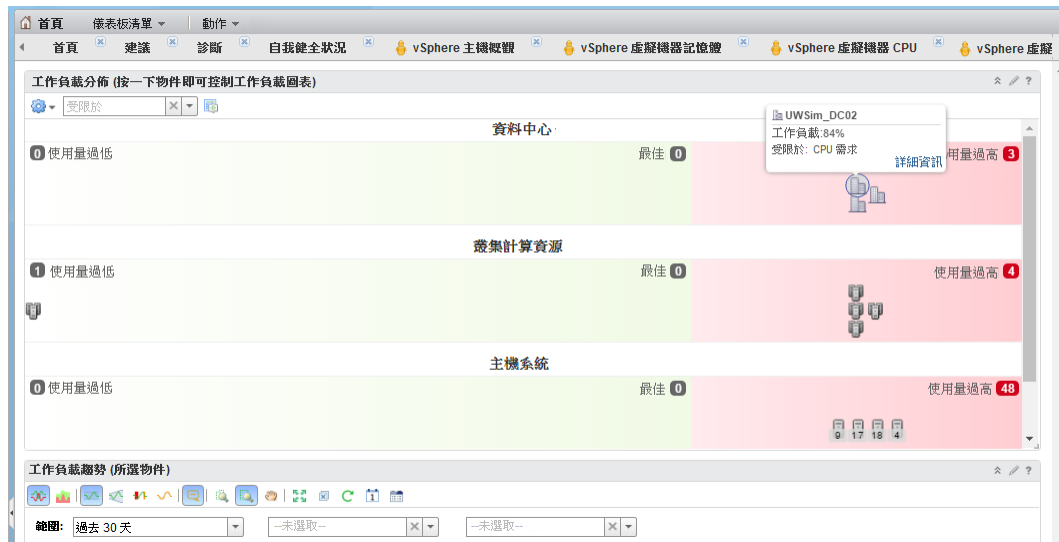 首頁 儀表板清單 動作
首頁 建議 診斷 自我健全狀況 vSphere 主機概觀 vSphere 虛擬機器記憶體 vSphere 虛擬機器 CPU vSphere 虛擬
工作負載分佈 (按一下物件即可控制工作負載圖表)
受限於
資料中心
UWSim_DC02
工作負載:84%
受限於: CPU 需求
詳細資訊
0 使用量過低 最佳 0 用量過高 3
叢集計算資源
1 使用量過低 最佳 0 使用量過高 4
主機系統
0 使用量過低 最佳 0 使用量過高 48
9 17 18 4
工作負載趨勢 (所選物件)
範圍: 過去 30 天 --未選取-- --未選取--